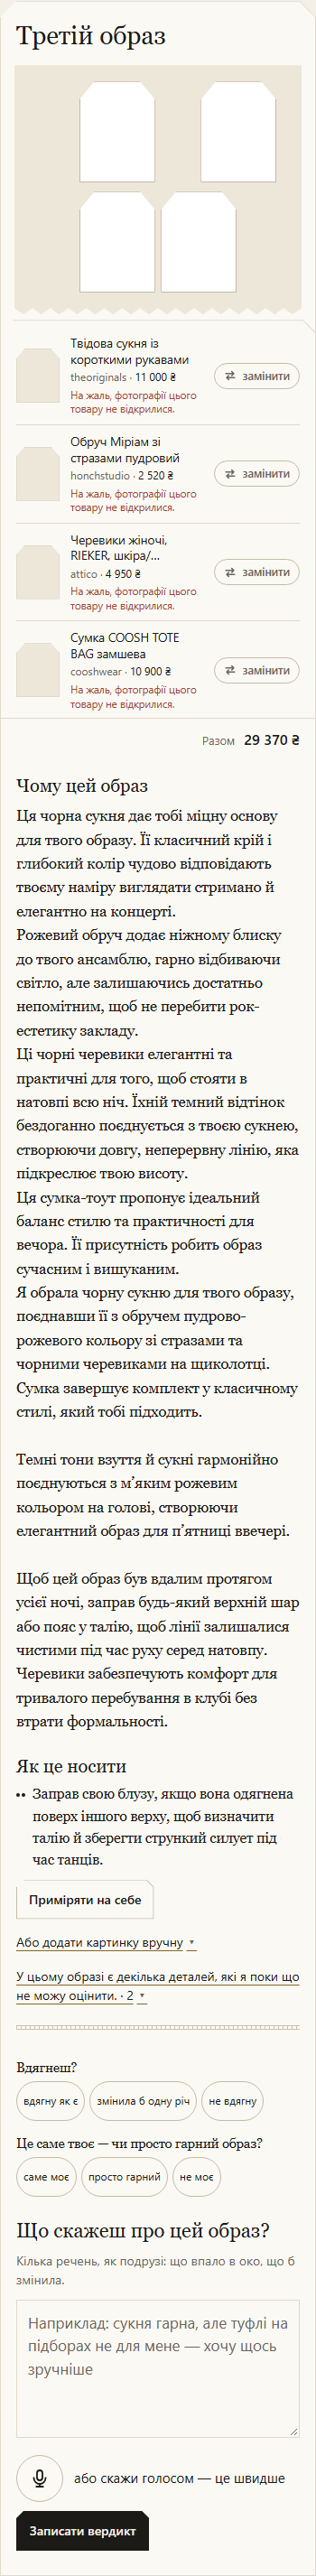 Третій образ
Твідова сукня із
короткими рукавами
theoriginals · 11 000 ₴
На жаль, фотографії цього
товару не відкрилися.
⇄ замінити
Обруч Міріам зі
стразами пудровий
honchstudio · 2 520 ₴
На жаль, фотографії цього
товару не відкрилися.
⇄ замінити
Черевики жіночі,
RIEKER, шкіра/...
attico · 4 950 ₴
На жаль, фотографії цього
товару не відкрилися.
⇄ замінити
Сумка COOSH TOTE
BAG замшева
cooshwear · 10 900 ₴
На жаль, фотографії цього
товару не відкрилися.
⇄ замінити
Разом 29 370 ₴
Чому цей образ
Ця чорна сукня дає тобі міцну основу
для твого образу. Її класичний крій і
глибокий колір чудово відповідають
твоєму наміру виглядати стримано й
елегантно на концерті.
Рожевий обруч додає ніжному блиску
до твого ансамблю, гарно відбиваючи
світло, але залишаючись достатньо
непомітним, щоб не перебити рок-
естетику закладу.
Ці чорні черевики елегантні та
практичні для того, щоб стояти в
натовпі всю ніч. Їхній темний відтінок
бездоганно поєднується з твоєю сукнею,
створюючи довгу, неперервну лінію, яка
підкреслює твою висоту.
Ця сумка-тоут пропонує ідеальний
баланс стилю та практичності для
вечора. Її присутність робить образ
сучасним і вишуканим.
Я обрала чорну сукню для твого образу,
поєднавши її з обручем пудрово-
рожевого кольору зі стразами та
чорними черевиками на щиколотці.
Сумка завершує комплект у класичному
стилі, який тобі підходить.
Темні тони взуття й сукні гармонійно
поєднуються з м’яким рожевим
кольором на голові, створюючи
елегантний образ для п’ятниці ввечері.
Щоб цей образ був вдалим протягом
усієї ночі, заправ будь-який верхній шар
або пояс у талію, щоб лінії залишалися
чистими під час руху серед натовпу.
Черевики забезпечують комфорт для
тривалого перебування в клубі без
втрати формальності.
Як це носити
Заправ свою блузу, якщо вона одягнена
поверх іншого верху, щоб визначити
талію й зберегти стрункий силует під
час танців.
Приміряти на себе
Або додати картинку вручну ▾
У цьому образі є декілька деталей, які я поки що
не можу оцінити. · 2 ▾
Вдягнеш?
вдягну як є
змінила б одну річ
не вдягну
Це саме твоє — чи просто гарний образ?
саме моє
просто гарний
не моє
Що скажеш про цей образ?
Кілька речень, як подрузі: що впало в око, що б
змінила.
Наприклад: сукня гарна, але туфлі на
підборах не для мене — хочу щось
зручніше
або скажи голосом — це швидше
Записати вердикт